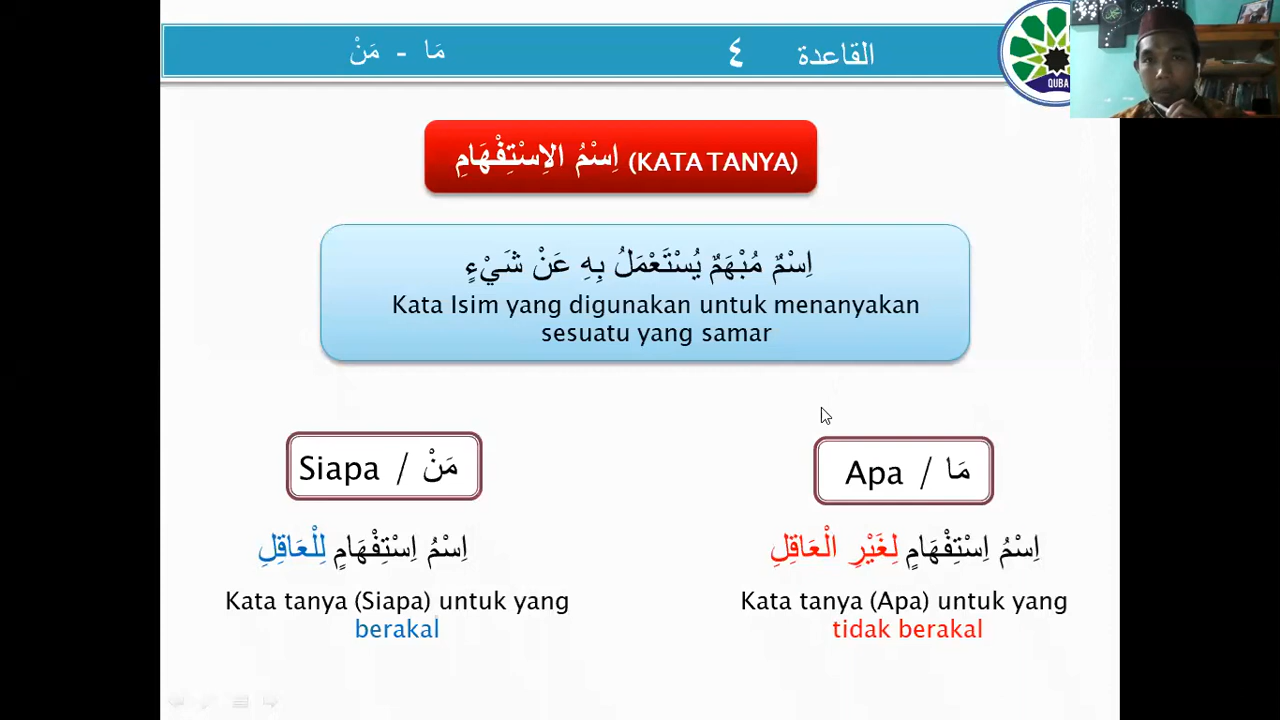 القاعدة ٤ مَا - مَنْ
QUBA
اِسْمُ الاِسْتِفْهَامِ (KATA TANYA)
اِسْمٌ مُبْهَمٌ يُسْتَعْمَلُ بِهِ عَنْ شَيْءٍ
Kata Isim yang digunakan untuk menanyakan
sesuatu yang samar
مَا / Apa
اِسْمُ اِسْتِفْهَامٍ لِغَيْرِ الْعَاقِلِ
Kata tanya (Apa) untuk yang
tidak berakal
مَنْ / Siapa
اِسْمُ اِسْتِفْهَامٍ لِلْعَاقِلِ
Kata tanya (Siapa) untuk yang
berakal